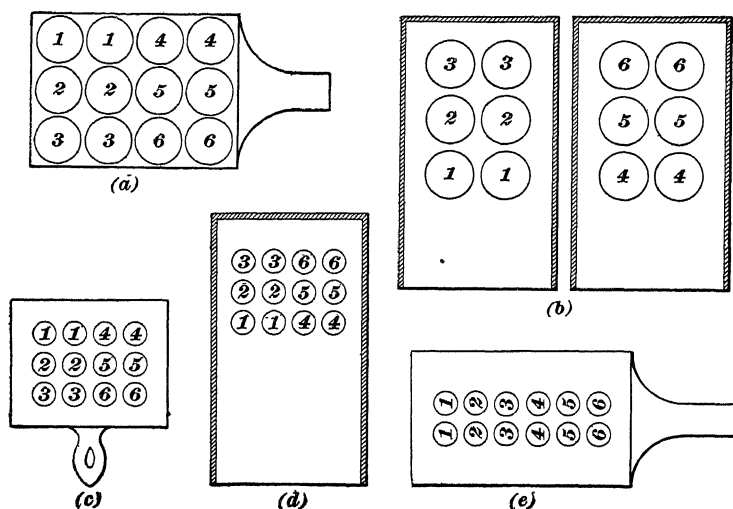 1 1 4 4
2 2 5 5
3 3 6 6
(a)
3 3
2 2
1 1
6 6
5 5
4 4
(b)
1 1 4 4
2 2 5 5
3 3 6 6
(c)
3 3 6 6
2 2 5 5
1 1 4 4
(d)
1 2 3 4 5 6
1 2 3 4 5 6
(e)